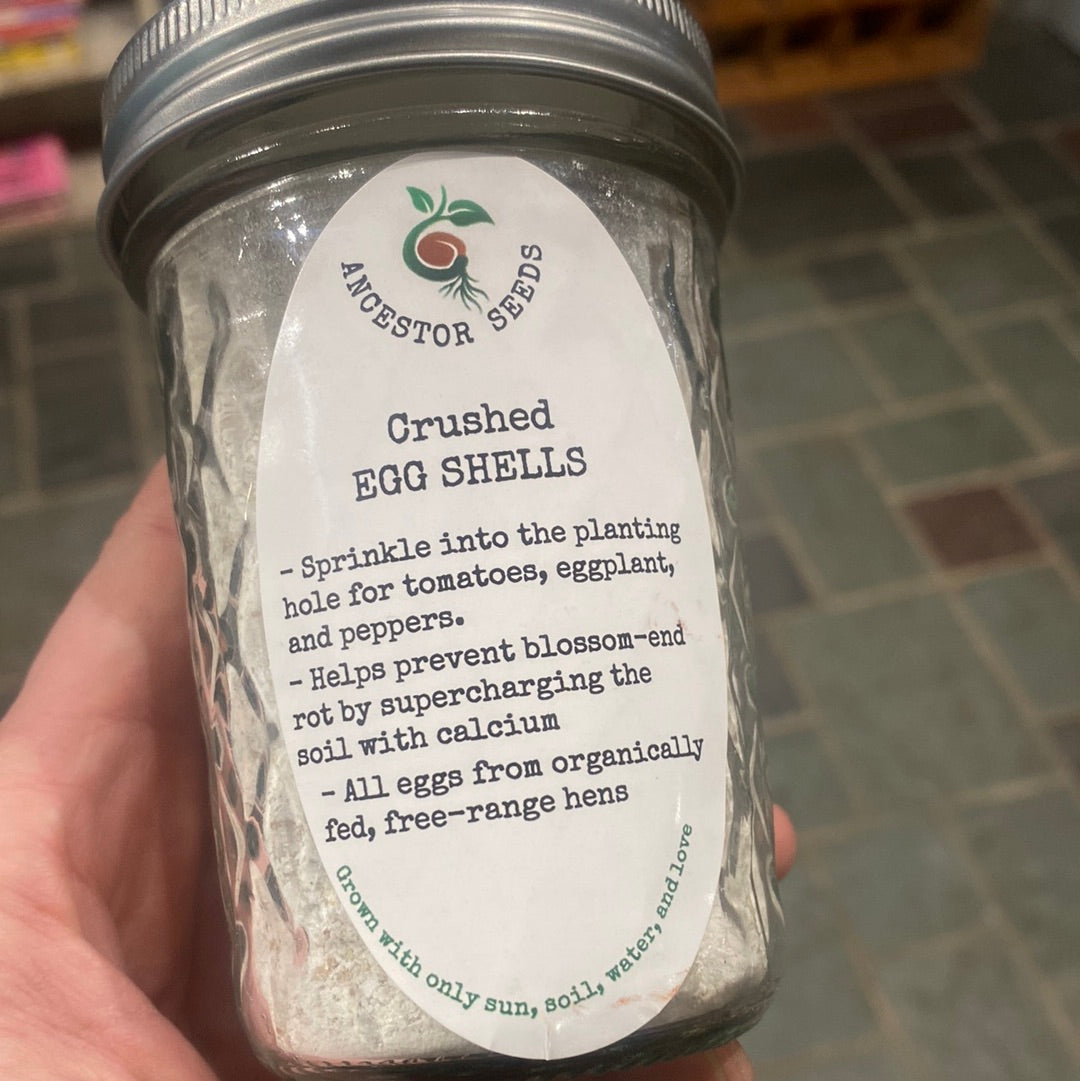 ANCESTOR SEEDS
Crushed
EGG SHELLS
- Sprinkle into the planting
hole for tomatoes, eggplant,
and peppers.
- Helps prevent blossom-end
rot by supercharging the
soil with calcium
- All eggs from organically
fed, free-range hens
Grown with only sun, soil, water, and love